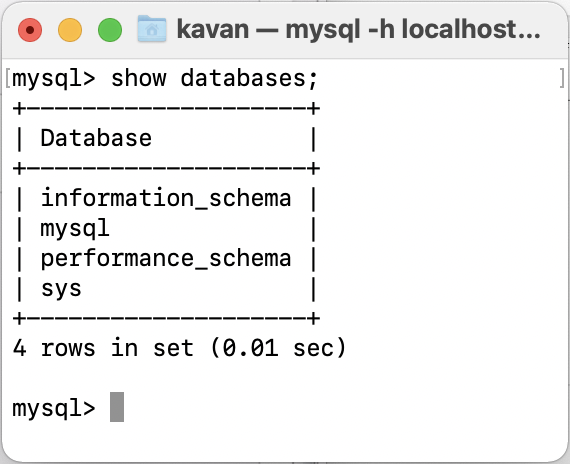 kavan — mysql -h localhost...
mysql> show databases;
+--------------------+
| Database           |
+--------------------+
| information_schema |
| mysql              |
| performance_schema |
| sys                |
+--------------------+
4 rows in set (0.01 sec)
mysql>